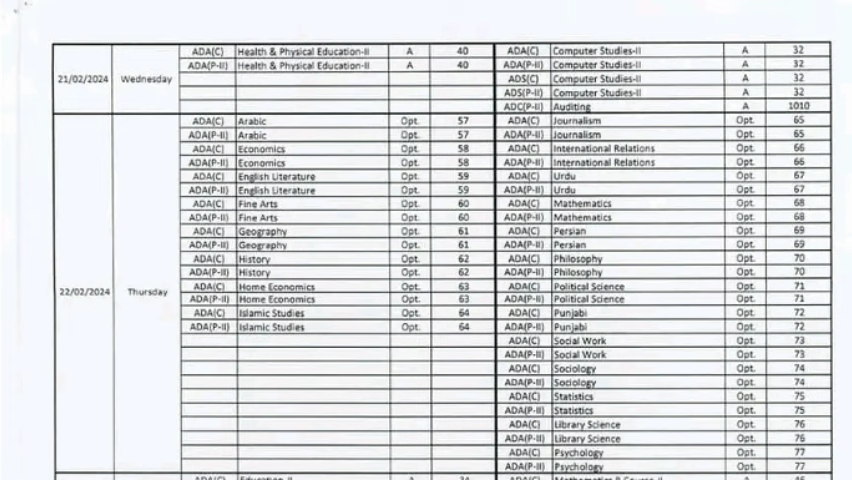 21/02/2024 Wednesday
ADA(C) Health & Physical Education-II A 40 ADA(C) Computer Studies-II A 32
ADA(P-II) Health & Physical Education-II A 40 ADA(P-II) Computer Studies-II A 32
ADS(C) Computer Studies-II A 32
ADS(P-II) Computer Studies-II A 32
ADC(P-II) Auditing A 1010
22/02/2024 Thursday
ADA(C) Arabic Opt. 57 ADA(C) Journalism Opt. 65
ADA(P-II) Arabic Opt. 57 ADA(P-II) Journalism Opt. 65
ADA(C) Economics Opt. 58 ADA(C) International Relations Opt. 66
ADA(P-II) Economics Opt. 58 ADA(P-II) International Relations Opt. 66
ADA(C) English Literature Opt. 59 ADA(C) Urdu Opt. 67
ADA(P-II) English Literature Opt. 59 ADA(P-II) Urdu Opt. 67
ADA(C) Fine Arts Opt. 60 ADA(C) Mathematics Opt. 68
ADA(P-II) Fine Arts Opt. 60 ADA(P-II) Mathematics Opt. 68
ADA(C) Geography Opt. 61 ADA(C) Persian Opt. 69
ADA(P-II) Geography Opt. 61 ADA(P-II) Persian Opt. 69
ADA(C) History Opt. 62 ADA(C) Philosophy Opt. 70
ADA(P-II) History Opt. 62 ADA(P-II) Philosophy Opt. 70
ADA(C) Home Economics Opt. 63 ADA(C) Political Science Opt. 71
ADA(P-II) Home Economics Opt. 63 ADA(P-II) Political Science Opt. 71
ADA(C) Islamic Studies Opt. 64 ADA(C) Punjabi Opt. 72
ADA(P-II) Islamic Studies Opt. 64 ADA(P-II) Punjabi Opt. 72
ADA(C) Social Work Opt. 73
ADA(P-II) Social Work Opt. 73
ADA(C) Sociology Opt. 74
ADA(P-II) Sociology Opt. 74
ADA(C) Statistics Opt. 75
ADA(P-II) Statistics Opt. 75
ADA(C) Library Science Opt. 76
ADA(P-II) Library Science Opt. 76
ADA(C) Psychology Opt. 77
ADA(P-II) Psychology Opt. 77